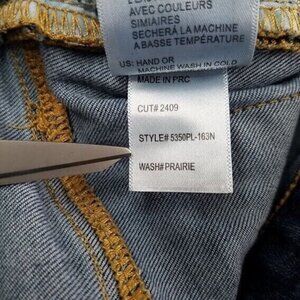 AVEC COULEURS
SIMIAIRES
SECHERÁ LA MACHINE
A BASSE TEMPÉRATURE
US: HAND OR
MACHINE WASH IN COLD
MADE IN PRC
CUT# 2409
STYLE# 5350PL-163N
WASH# PRAIRIE